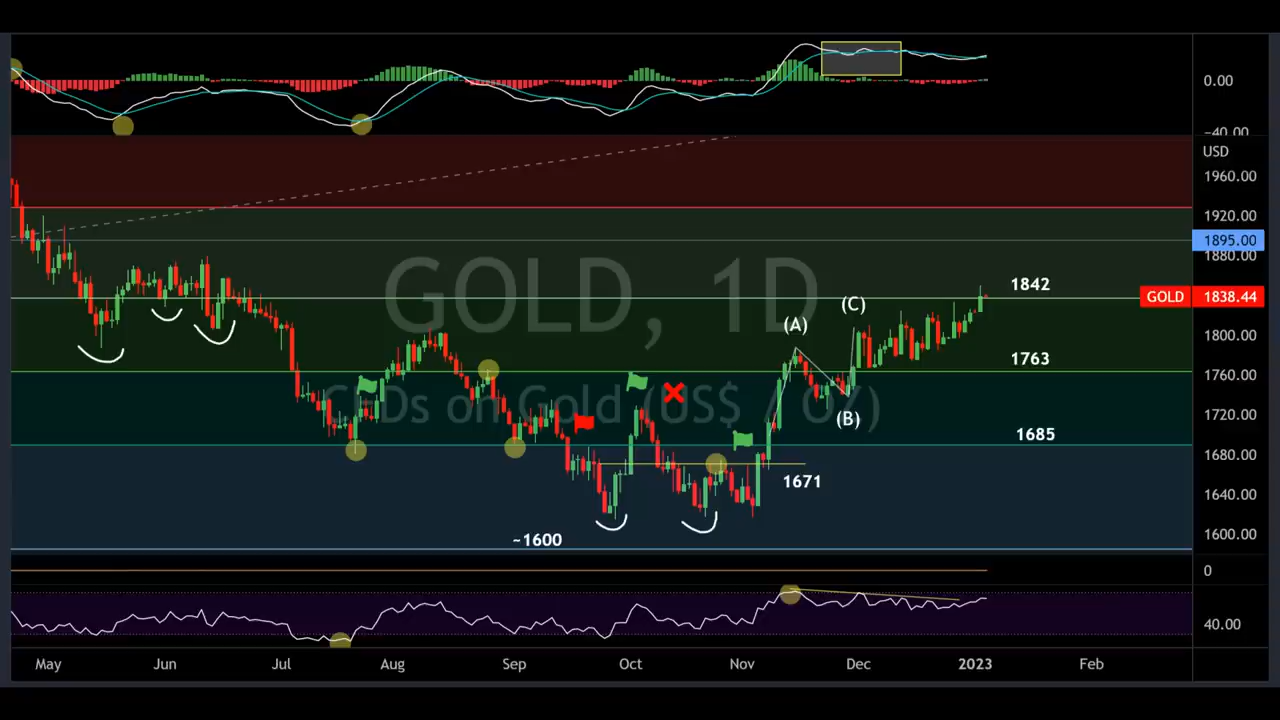 0.00
-40.00
USD
1960.00
1920.00
1895.00
1880.00
GOLD, 1D
CFDs on Gold (US$ / OZ)
1842
GOLD 1838.44
(C)
(A)
1800.00
1763
1760.00
(B)
1720.00
1685
1680.00
1671
1640.00
~1600
1600.00
0
40.00
May Jun Jul Aug Sep Oct Nov Dec 2023 Feb